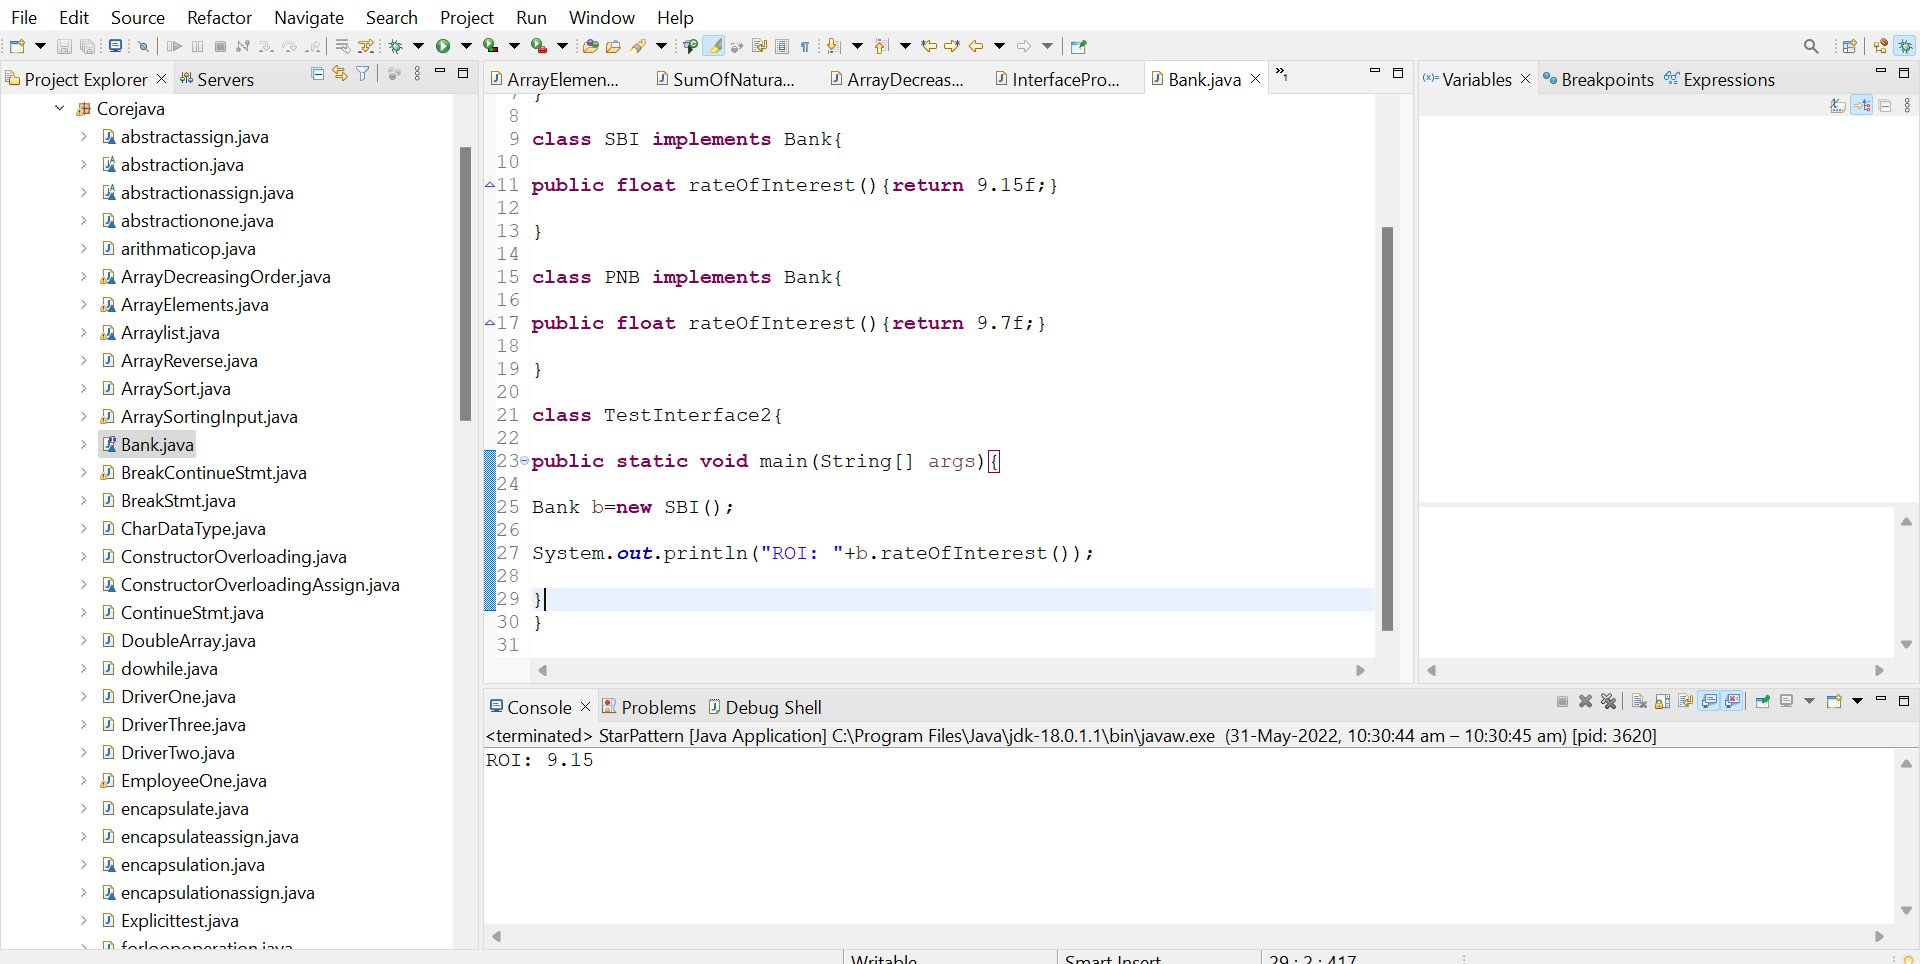 File Edit Source Refactor Navigate Search Project Run Window Help
Project Explorer Servers
Corejava
abstractassign.java
abstraction.java
abstractionassign.java
abstractionone.java
arithmaticop.java
ArrayDecreasingOrder.java
ArrayElements.java
Arraylist.java
ArrayReverse.java
ArraySort.java
ArraySortingInput.java
Bank.java
BreakContinueStmt.java
BreakStmt.java
CharDataType.java
ConstructorOverloading.java
ConstructorOverloadingAssign.java
ContinueStmt.java
DoubleArray.java
dowhile.java
DriverOne.java
DriverThree.java
DriverTwo.java
EmployeeOne.java
encapsulate.java
encapsulateassign.java
encapsulation.java
encapsulationassign.java
Explicittest.java
forloopoperation.java
ArrayElemen... SumOfNatura... ArrayDecreas... InterfacePro... Bank.java »1
7 }
8
9 class SBI implements Bank{
10
11 public float rateOfInterest(){return 9.15f;}
12
13 }
14
15 class PNB implements Bank{
16
17 public float rateOfInterest(){return 9.7f;}
18
19 }
20
21 class TestInterface2{
22
23 public static void main(String[] args){
24
25 Bank b=new SBI();
26
27 System.out.println("ROI: "+b.rateOfInterest());
28
29 }
30 }
31
(x)= Variables Breakpoints Expressions
Console Problems Debug Shell
<terminated> StarPattern [Java Application] C:\Program Files\Java\jdk-18.0.1.1\bin\javaw.exe (31-May-2022, 10:30:44 am – 10:30:45 am) [pid: 3620]
ROI: 9.15
Writable Smart Insert 29 : 2 : 417